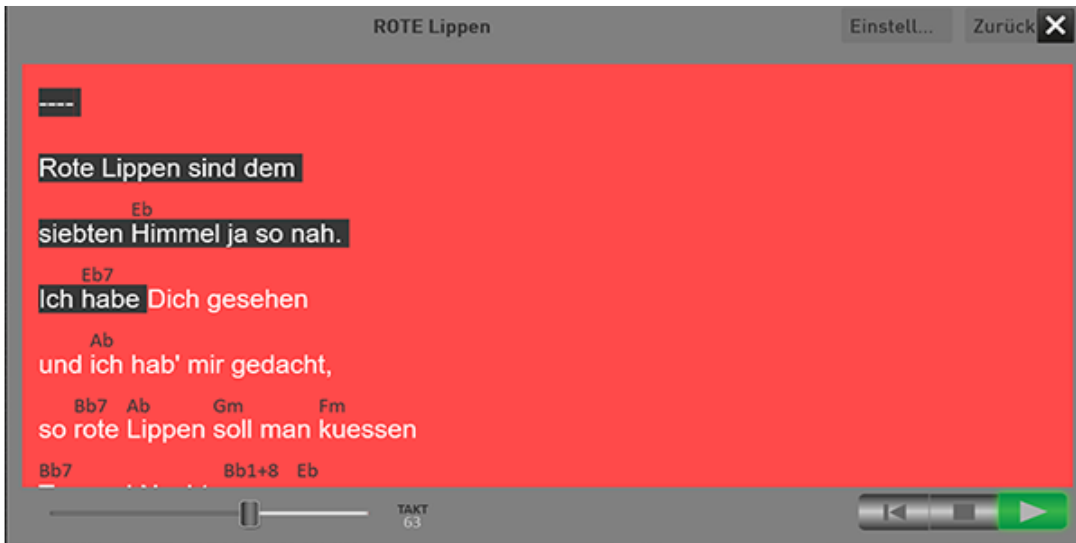 ROTE Lippen
Einstell...
Zurück
----
Rote Lippen sind dem
Eb
siebten Himmel ja so nah.
Eb7
Ich habe Dich gesehen
Ab
und ich hab' mir gedacht,
Bb7 Ab Gm Fm
so rote Lippen soll man kuessen
Bb7 Bb1+8 Eb
TAKT
63